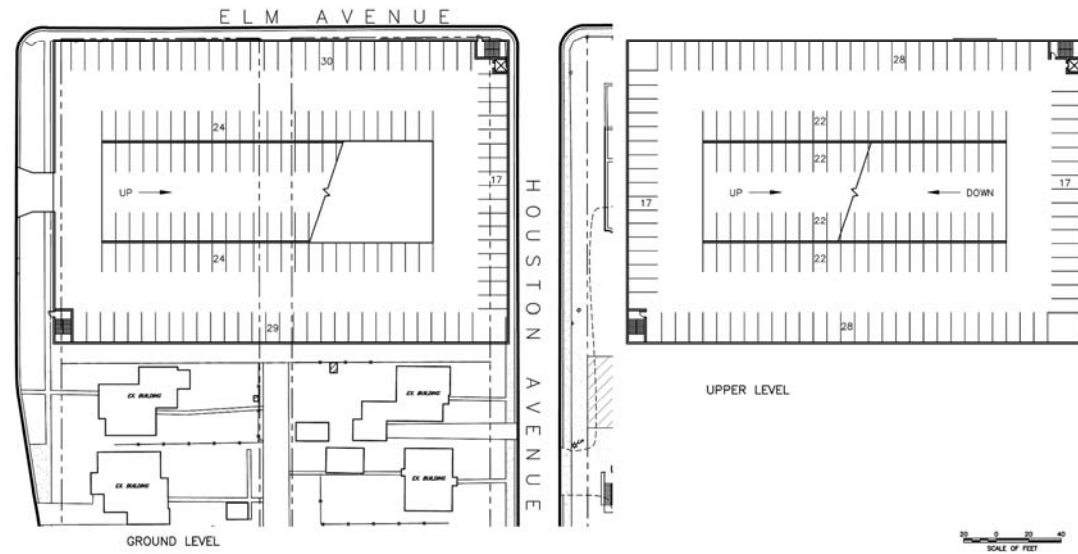 ELM AVENUE
30
28
24
22
22
UP
17
UP
DOWN
17
17
22
22
24
29
28
HOUSTON AVENUE
EX. BUILDING
EX. BUILDING
EX. BUILDING
EX. BUILDING
UPPER LEVEL
GROUND LEVEL
20 0 20 40
SCALE OF FEET